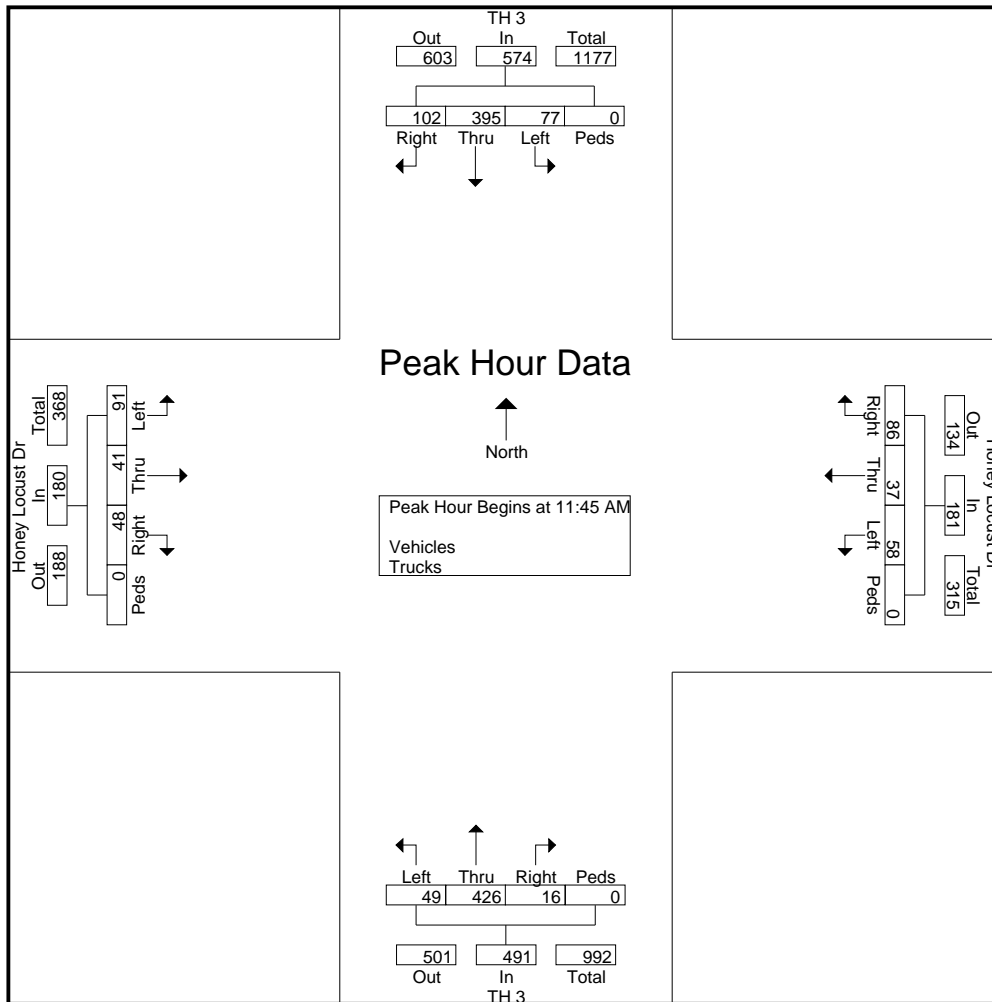 TH 3
Out In Total
603 574 1177
102 395 77 0
Right Thru Left Peds
Peak Hour Data
North
Peak Hour Begins at 11:45 AM
Vehicles
Trucks
Honey Locust Dr
Out In Total
188 180 368
91 41 48 0
Left Thru Right Peds
Right Thru Left Peds
86 37 58 0
Out In Total
134 181 315
Honey Locust Dr
Left Thru Right Peds
49 426 16 0
501 491 992
Out In Total
TH 3